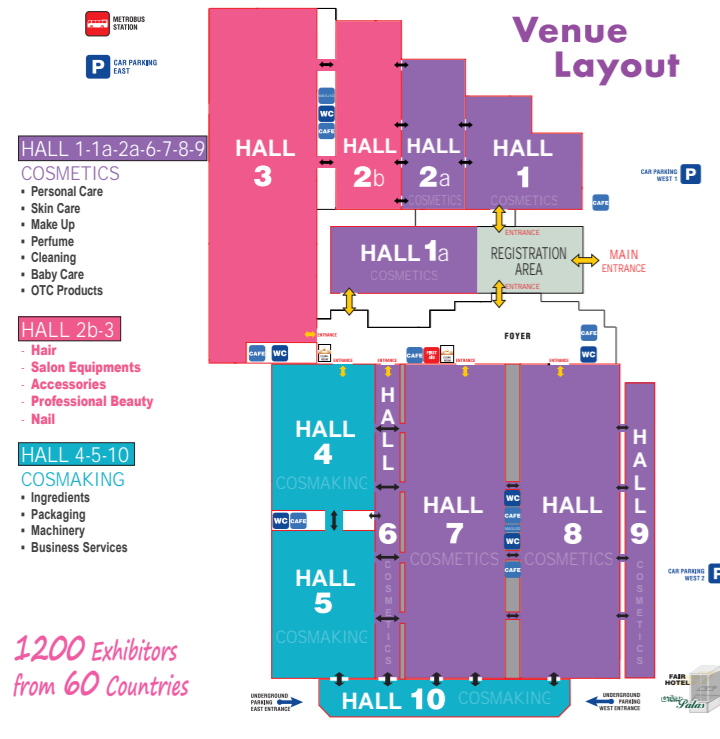 Venue
Layout
METROBUS
STATION
P
CAR PARKING
EAST
HALL 1-1a-2a-6-7-8-9
COSMETICS
▪ Personal Care
▪ Skin Care
▪ Make Up
▪ Perfume
▪ Cleaning
▪ Baby Care
▪ OTC Products
HALL 2b-3
- Hair
- Salon Equipments
- Accessories
- Professional Beauty
- Nail
HALL 4-5-10
COSMAKING
▪ Ingredients
▪ Packaging
▪ Machinery
▪ Business Services
1200 Exhibitors
from 60 Countries
HALL
3
WC
CAFE
HALL
2b
HALL
2a
COSMETICS
HALL
1
COSMETICS
CAFE
CAR PARKING
WEST 1
P
HALL 1a
COSMETICS
ENTRANCE
REGISTRATION
AREA
ENTRANCE
MAIN
ENTRANCE
ENTRANCE
FOYER
CAFE
WC
CAFE
WC
ENTRANCE
ENTRANCE
CAFE
FIRST
AID
ENTRANCE
ENTRANCE
HALL
4
COSMAKING
WC
CAFE
HALL
5
COSMAKING
HALL
6
COSMETICS
HALL
7
COSMETICS
WC
CAFE
WC
CAFE
HALL
8
COSMETICS
HALL
9
COSMETICS
CAR PARKING
WEST 2
P
HALL 10
COSMAKING
UNDERGROUND
PARKING
EAST ENTRANCE
UNDERGROUND
PARKING
WEST ENTRANCE
FAIR
HOTEL
Palas